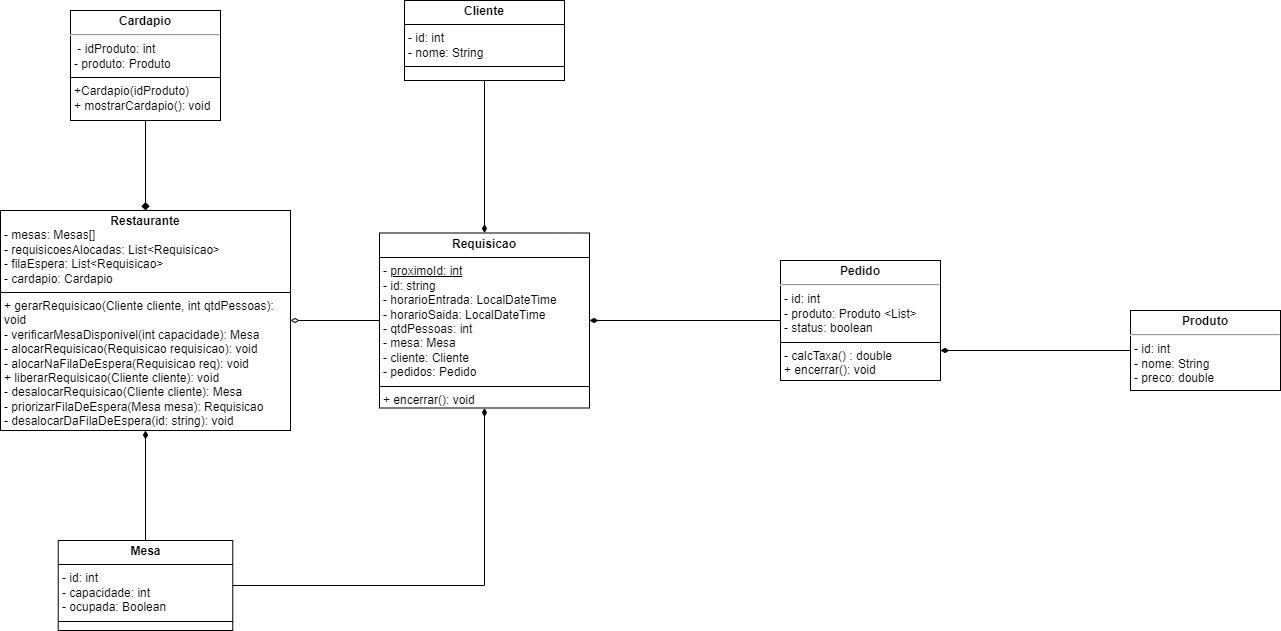 Cardapio
- idProduto: int
- produto: Produto
+Cardapio(idProduto)
+ mostrarCardapio(): void
Cliente
- id: int
- nome: String
Restaurante
- mesas: Mesas[]
- requisicoesAlocadas: List<Requisicao>
- filaEspera: List<Requisicao>
- cardapio: Cardapio
+ gerarRequisicao(Cliente cliente, int qtdPessoas):
void
- verificarMesaDisponivel(int capacidade): Mesa
- alocarRequisicao(Requisicao requisicao): void
- alocarNaFilaDeEspera(Requisicao req): void
+ liberarRequisicao(Cliente cliente): void
- desalocarRequisicao(Cliente cliente): Mesa
- priorizarFilaDeEspera(Mesa mesa): Requisicao
- desalocarDaFilaDeEspera(id: string): void
Requisicao
- proximoId: int
- id: string
- horarioEntrada: LocalDateTime
- horarioSaida: LocalDateTime
- qtdPessoas: int
- mesa: Mesa
- cliente: Cliente
- pedidos: Pedido
+ encerrar(): void
Pedido
- id: int
- produto: Produto <List>
- status: boolean
- calcTaxa() : double
+ encerrar(): void
Produto
- id: int
- nome: String
- preco: double
Mesa
- id: int
- capacidade: int
- ocupada: Boolean